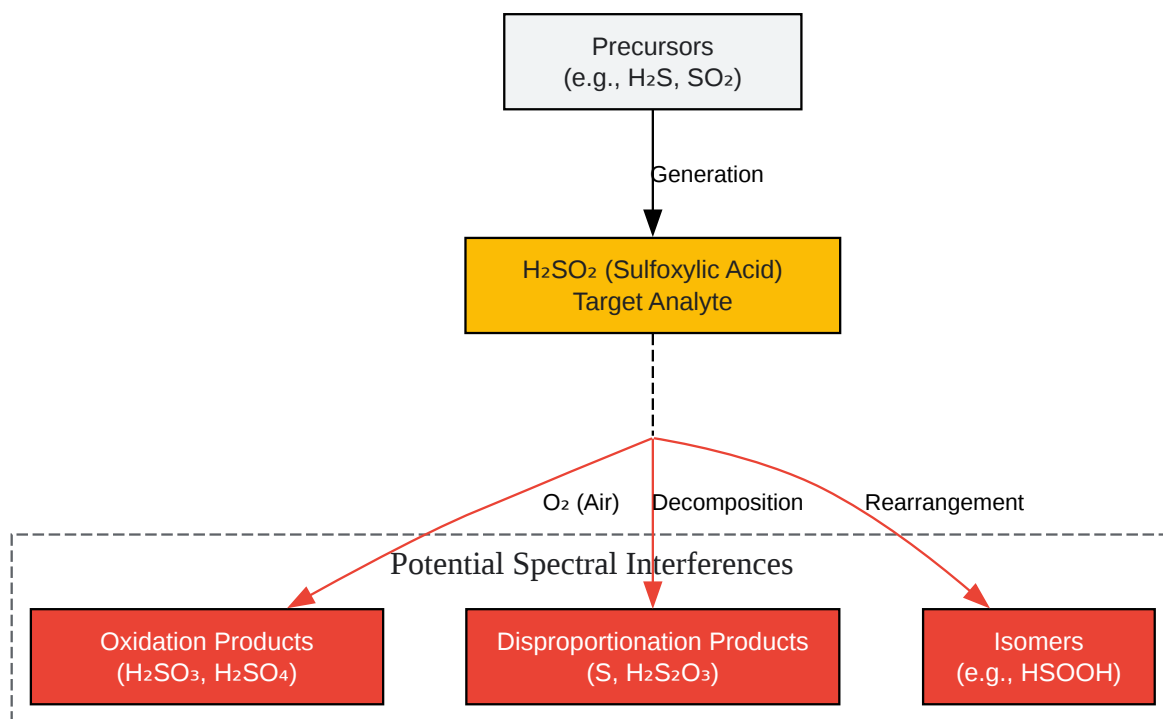 Precursors
(e.g., H₂S, SO₂)
Generation
H₂SO₂ (Sulfoxylic Acid)
Target Analyte
O₂ (Air)
Decomposition
Rearrangement
Potential Spectral Interferences
Oxidation Products
(H₂SO₃, H₂SO₄)
Disproportionation Products
(S, H₂S₂O₃)
Isomers
(e.g., HSOOH)